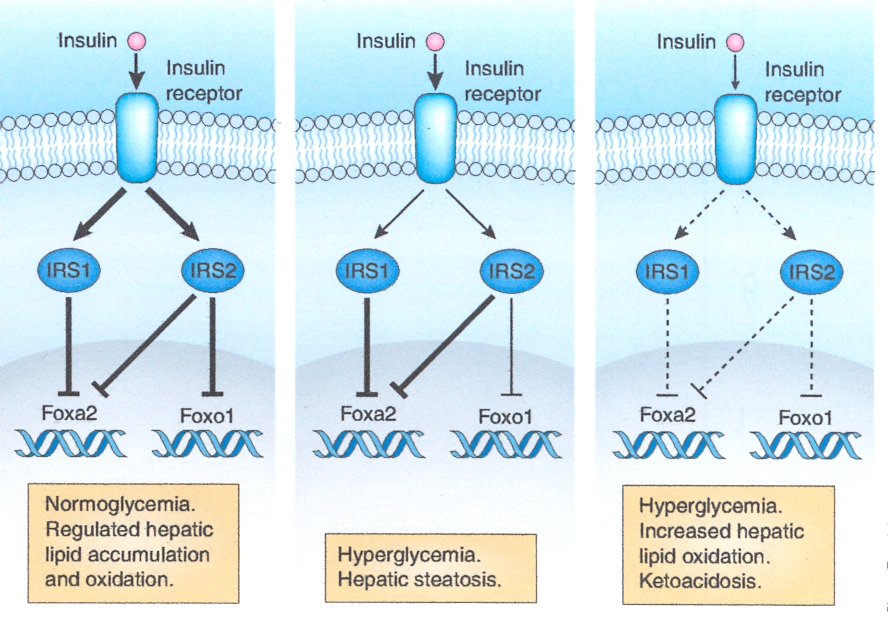 Insulin
Insulin
receptor
IRS1
IRS2
Foxa2
Foxo1
Normoglycemia.
Regulated hepatic
lipid accumulation
and oxidation.
Insulin
Insulin
receptor
IRS1
IRS2
Foxa2
Foxo1
Hyperglycemia.
Hepatic steatosis.
Insulin
Insulin
receptor
IRS1
IRS2
Foxa2
Foxo1
Hyperglycemia.
Increased hepatic
lipid oxidation.
Ketoacidosis.